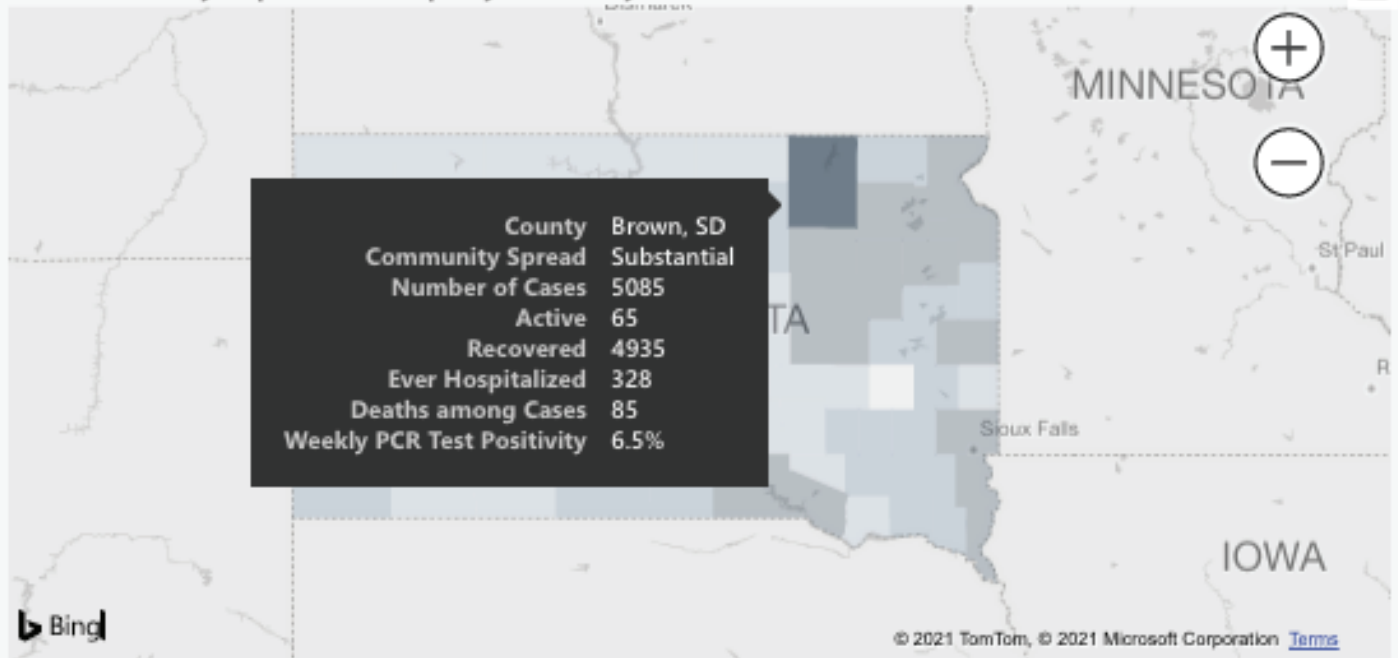 Bismarck
MINNESOTA
St Paul
County Brown, SD
Community Spread Substantial
Number of Cases 5085
Active 65
Recovered 4935
Ever Hospitalized 328
Deaths among Cases 85
Weekly PCR Test Positivity 6.5%
TA
R
Sioux Falls
IOWA
Bing
© 2021 TomTom, © 2021 Microsoft Corporation Terms